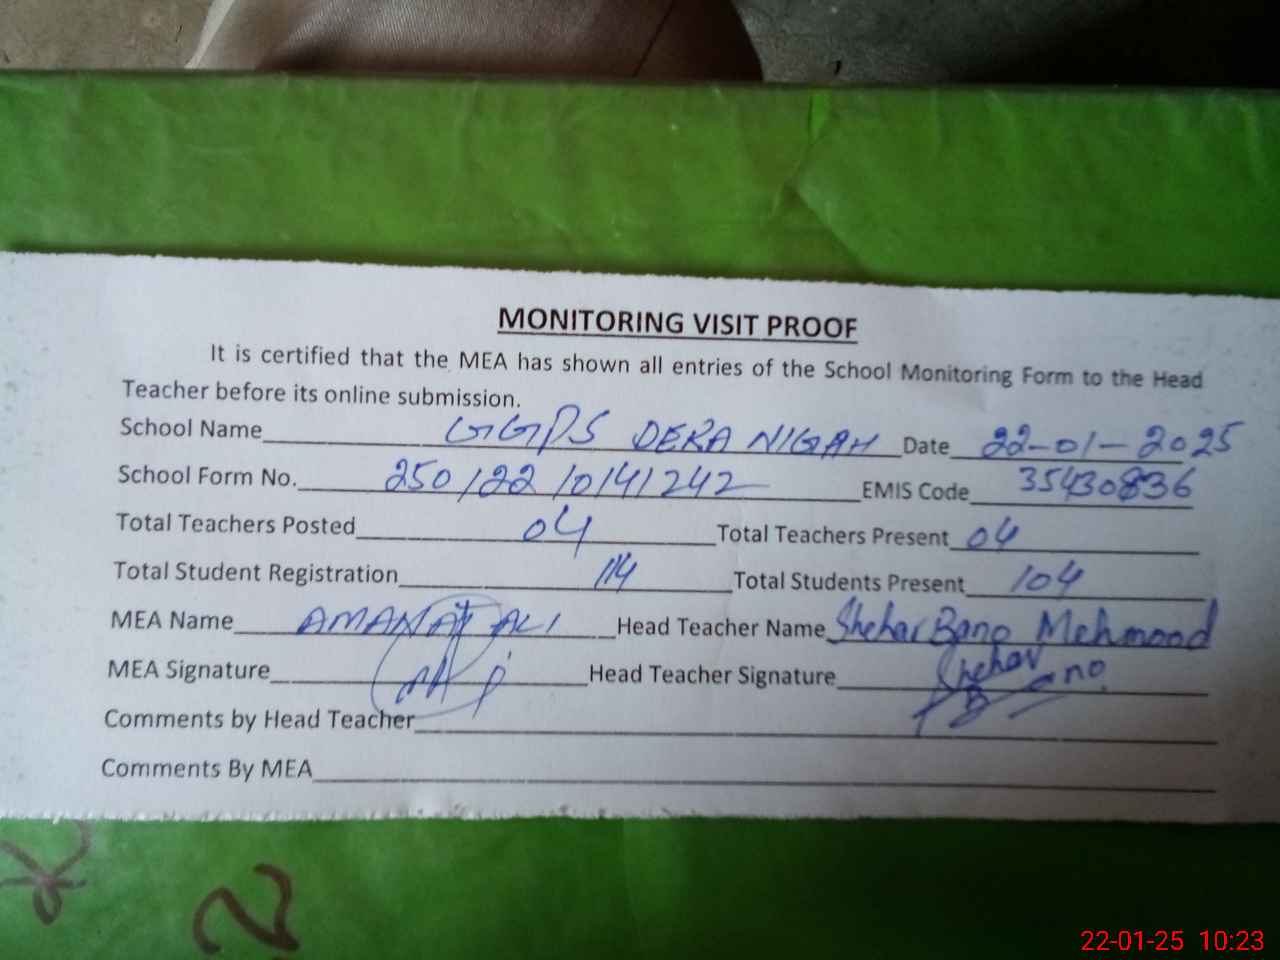 MONITORING VISIT PROOF
It is certified that the MEA has shown all entries of the School Monitoring Form to the Head
Teacher before its online submission.
School Name GGPS DERA NIGAH Date 22-01-2025
School Form No. 250122 10141242 EMIS Code 35430836
Total Teachers Posted 04 Total Teachers Present 04
Total Student Registration 114 Total Students Present 104
MEA Name AMANAT ALI Head Teacher Name Shehar Bano Mehmood
MEA Signature Head Teacher Signature Shehar Bano
Comments by Head Teacher
Comments By MEA
2
22-01-25 10:23